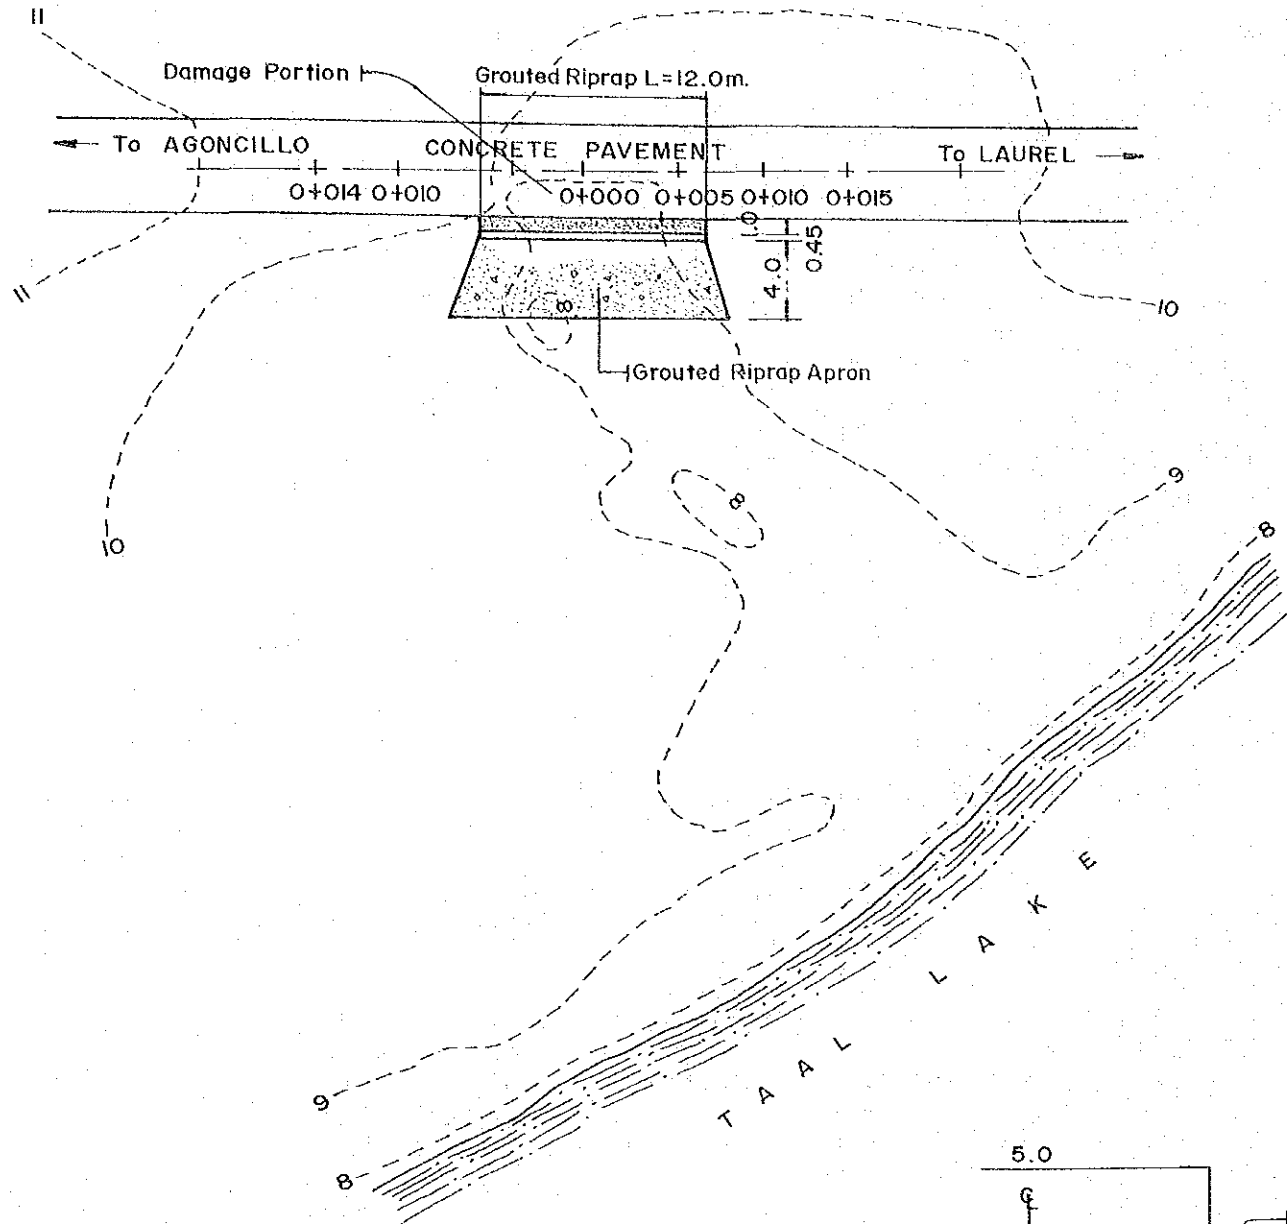 11
Damage Portion
Grouted Riprap L=12.0m.
To AGONCILLO
CONCRETE PAVEMENT
To LAUREL
0+014 0+010 0+000 0+005 0+010 0+015
1.0
0.45
4.0
11
8
10
Grouted Riprap Apron
9
8
8
10
TAAL LAKE
9
8
5.0
℄